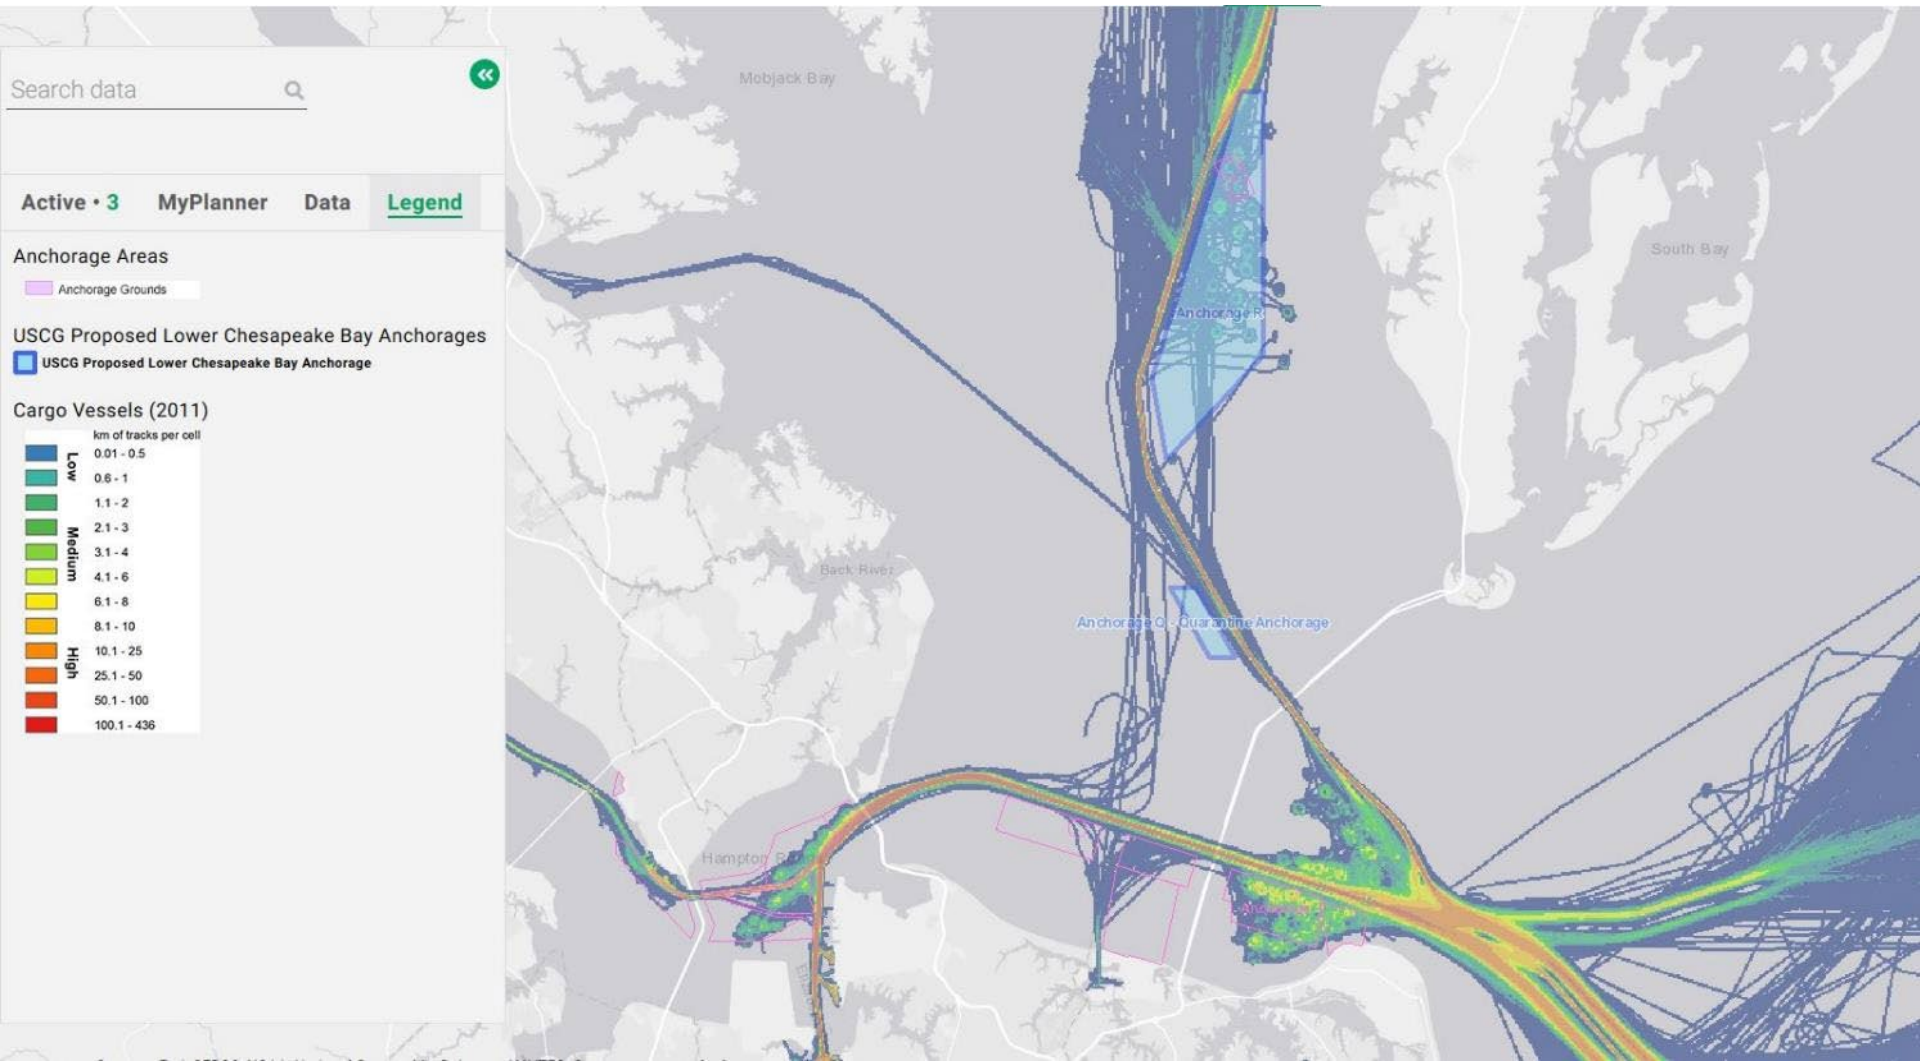 Search data
Active • 3 MyPlanner Data Legend
Anchorage Areas
Anchorage Grounds
USCG Proposed Lower Chesapeake Bay Anchorages
USCG Proposed Lower Chesapeake Bay Anchorage
Cargo Vessels (2011)
km of tracks per cell
Low
Medium
High
0.01 - 0.5
0.6 - 1
1.1 - 2
2.1 - 3
3.1 - 4
4.1 - 6
6.1 - 8
8.1 - 10
10.1 - 25
25.1 - 50
50.1 - 100
100.1 - 436
Mobjack Bay
South Bay
Anchorage R
Back River
Anchorage Q - Quarantine Anchorage
Hampton